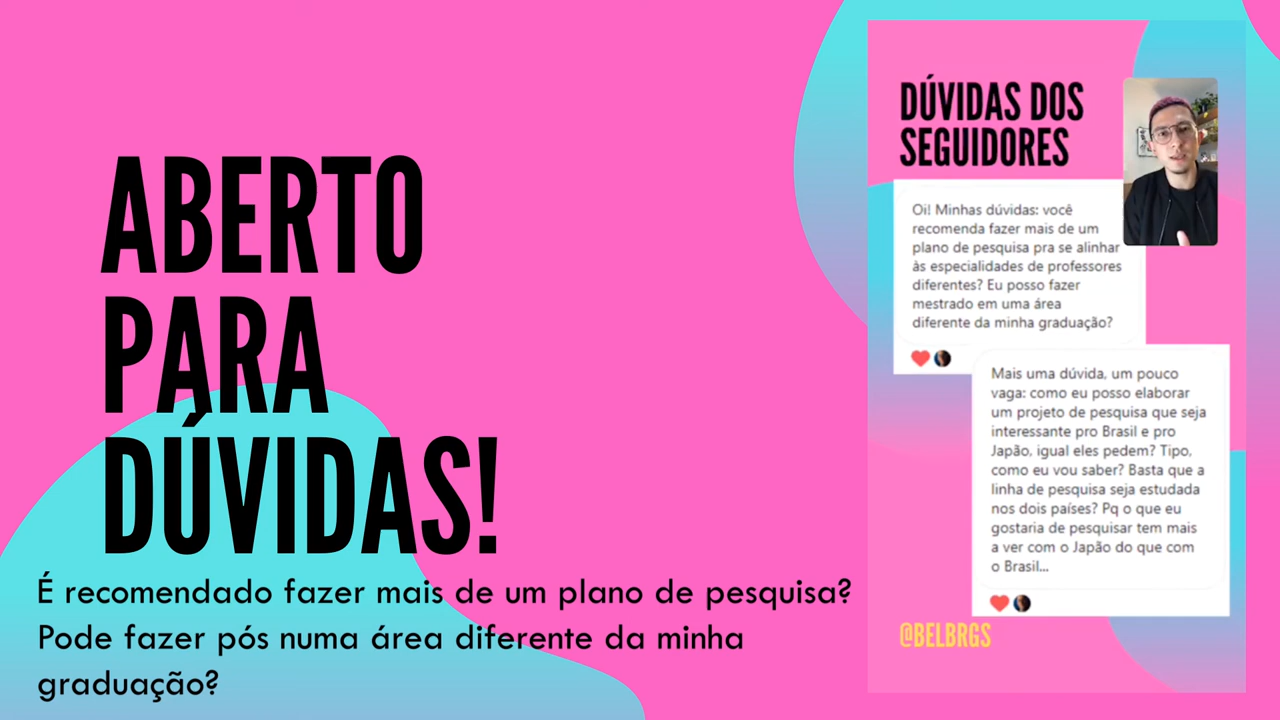 ABERTO
PARA
DÚVIDAS!
É recomendado fazer mais de um plano de pesquisa?
Pode fazer pós numa área diferente da minha
graduação?
DÚVIDAS DOS
SEGUIDORES
Oi! Minhas dúvidas: você
recomenda fazer mais de um
plano de pesquisa pra se alinhar
às especialidades de professores
diferentes? Eu posso fazer
mestrado em uma área
diferente da minha graduação?
Mais uma dúvida, um pouco
vaga: como eu posso elaborar
um projeto de pesquisa que seja
interessante pro Brasil e pro
Japão, igual eles pedem? Tipo,
como eu vou saber? Basta que a
linha de pesquisa seja estudada
nos dois países? Pq o que eu
gostaria de pesquisar tem mais
a ver com o Japão do que com
o Brasil...
@BELBRGS